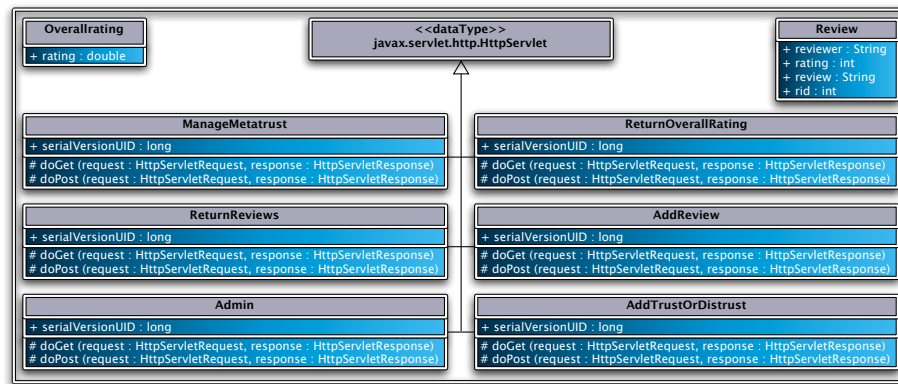 Overallrating
+ rating : double
<<dataType>>
javax.servlet.http.HttpServlet
Review
+ reviewer : String
+ rating : int
+ review : String
+ rid : int
ManageMetatrust
+ serialVersionUID : long
# doGet (request : HttpServletRequest, response : HttpServletResponse)
# doPost (request : HttpServletRequest, response : HttpServletResponse)
ReturnOverallRating
+ serialVersionUID : long
# doGet (request : HttpServletRequest, response : HttpServletResponse)
# doPost (request : HttpServletRequest, response : HttpServletResponse)
ReturnReviews
+ serialVersionUID : long
# doGet (request : HttpServletRequest, response : HttpServletResponse)
# doPost (request : HttpServletRequest, response : HttpServletResponse)
AddReview
+ serialVersionUID : long
# doGet (request : HttpServletRequest, response : HttpServletResponse)
# doPost (request : HttpServletRequest, response : HttpServletResponse)
Admin
+ serialVersionUID : long
# doGet (request : HttpServletRequest, response : HttpServletResponse)
# doPost (request : HttpServletRequest, response : HttpServletResponse)
AddTrustOrDistrust
+ serialVersionUID : long
# doGet (request : HttpServletRequest, response : HttpServletResponse)
# doPost (request : HttpServletRequest, response : HttpServletResponse)